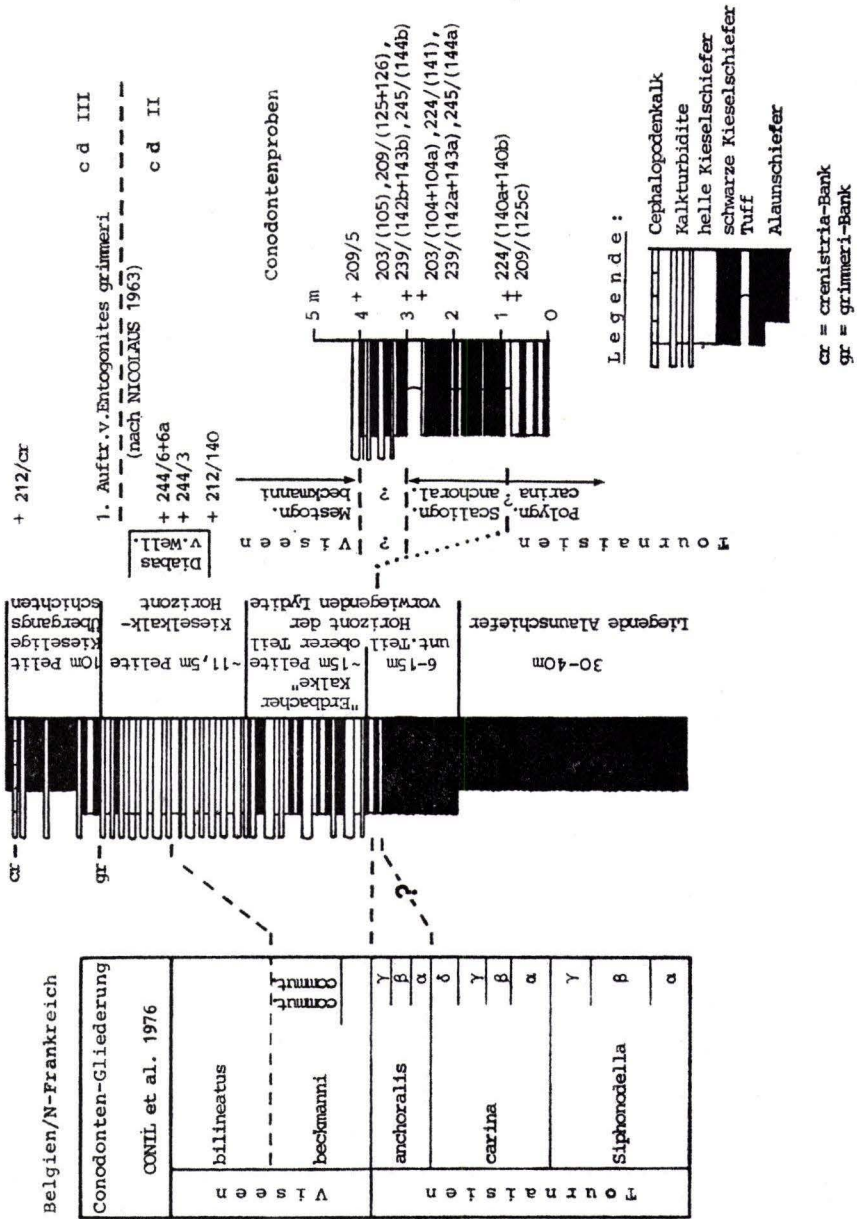 Belgien/N-Frankreich
Conodonten-Gliederung
CONIL et al. 1976
Viseen
bilineatus
beckmanni
commut.
commut.
Tournaisien
anchoralis
γ
β
α
carina
δ
γ
β
α
Siphonodella
γ
β
α
?
cr
gr
10m Pelit
Kieselige
Übergangs
schichten
~11,5m Pelite
Kieselkalk-
Horizont
"Erdbacher
Kalke"
~15m Pelite
6-15m
unt.Teil oberer Teil
Horizont der
vorwiegenden Lydite
30-40m
Liegende Alaunschiefer
Diabas
v.Well.
Viseen
?
Tournaisien
Mestogn.
beckmanni
?
Scaliogn.
anchoral.
?
Polygn.
carina
+ 212/cr
1. Auftr.v.Entogonites grimmeri
(nach NICOLAUS 1963)
cd III
cd II
+ 244/6+6a
+ 244/3
+ 212/140
Conodontenproben
5 m
4 + 209/5
203/(105),209/(125+126),
3 + 239/(142b+143b),245/(144b)
+ 203/(104+104a),224/(141),
2 239/(142a+143a),245/(144a)
1 + 224/(140a+140b)
+ 209/(125c)
0
Legende:
Cephalopodenkalk
Kalkturbidite
helle Kieselschiefer
schwarze Kieselschiefer
Tuff
Alaunschiefer
cr = crenistria-Bank
gr = grimmeri-Bank